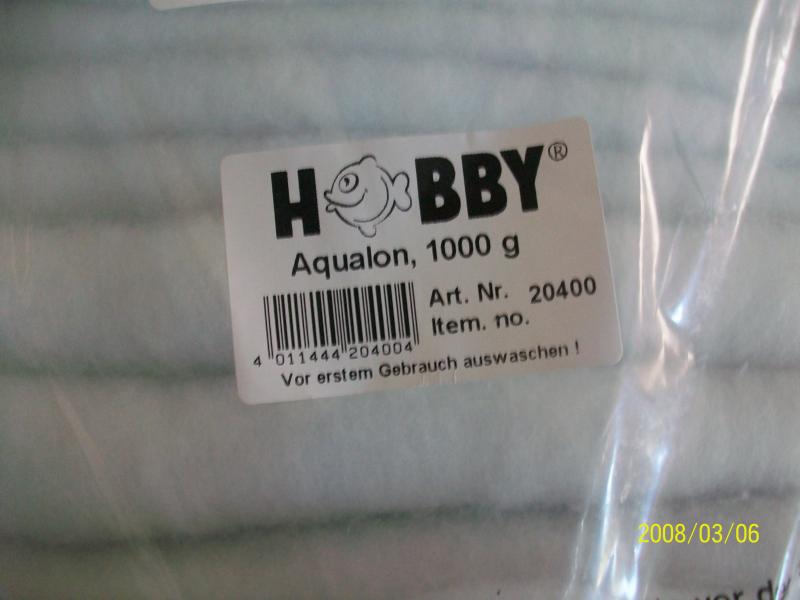 HOBBY®
Aqualon, 1000 g
Art. Nr. 20400
Item. no.
4 011444 204004
Vor erstem Gebrauch auswaschen !
2008/03/06